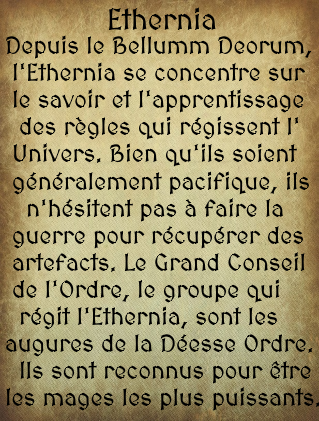 Ethernia
Depuis le Bellumm Deorum,
l'Ethernia se concentre sur
le savoir et l'apprentissage
des règles qui régissent l'
Univers. Bien qu'ils soient
généralement pacifique, ils
n'hésitent pas à faire la
guerre pour récupérer des
artefacts. Le Grand Conseil
de l'Ordre, le groupe qui
régit l'Ethernia, sont les
augures de la Déesse Ordre.
Ils sont reconnus pour être
les mages les plus puissants.